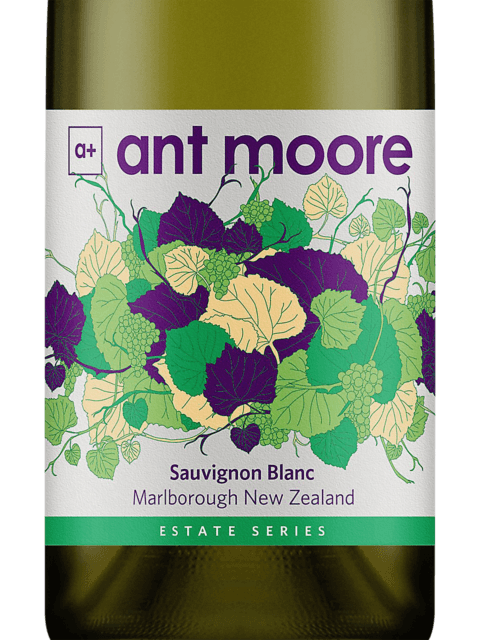 a+ ant moore
Sauvignon Blanc
Marlborough New Zealand
ESTATE SERIES